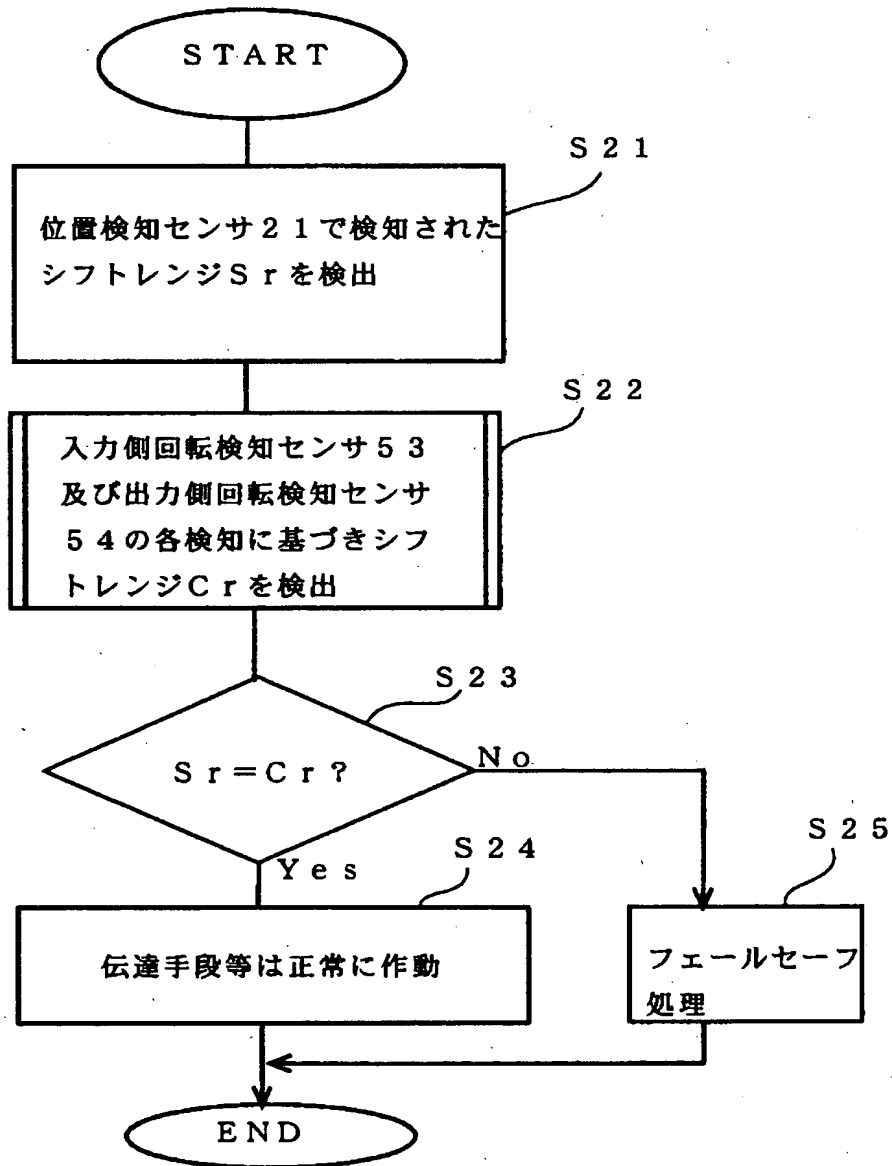 START
S21
位置検知センサ21で検知された
シフトレンジSrを検出
S22
入力側回転検知センサ53
及び出力側回転検知センサ
54の各検知に基づきシフ
トレンジCrを検出
S23
Sr=Cr?
No
Yes
S24
S25
伝達手段等は正常に作動
フェールセーフ
処理
END